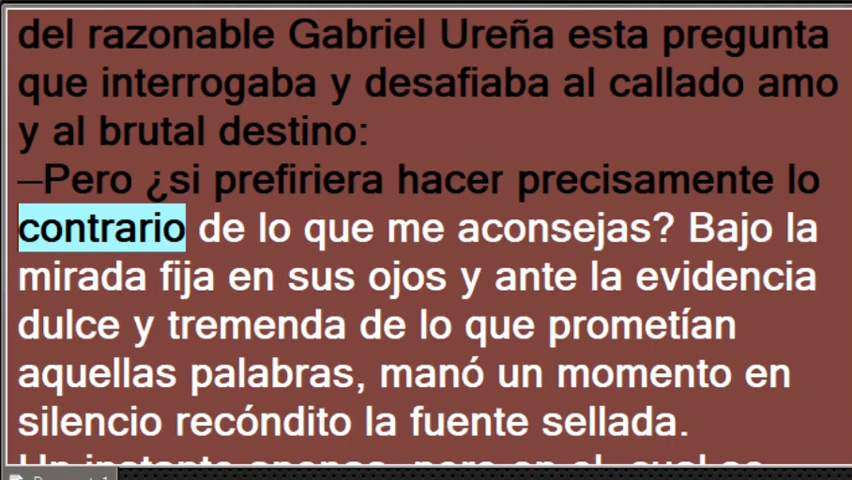 del razonable Gabriel Ureña esta pregunta
que interrogaba y desafiaba al callado amo
y al brutal destino:
—Pero ¿si prefiriera hacer precisamente lo
contrario de lo que me aconsejas? Bajo la
mirada fija en sus ojos y ante la evidencia
dulce y tremenda de lo que prometían
aquellas palabras, manó un momento en
silencio recóndito la fuente sellada.